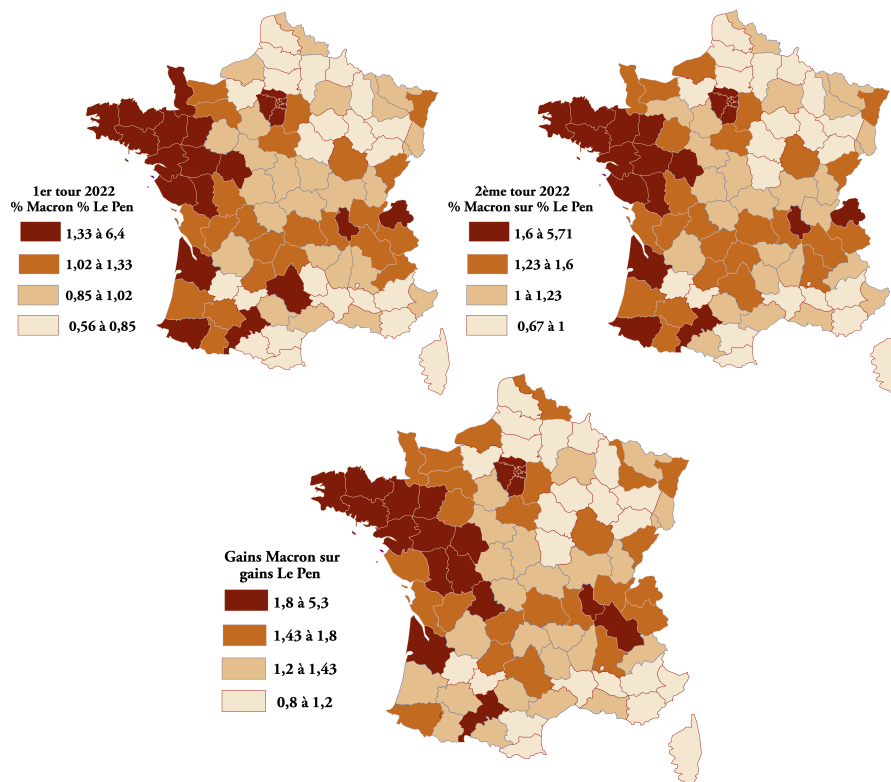 1er tour 2022
% Macron % Le Pen
1,33 à 6,4
1,02 à 1,33
0,85 à 1,02
0,56 à 0,85
2ème tour 2022
% Macron sur % Le Pen
1,6 à 5,71
1,23 à 1,6
1 à 1,23
0,67 à 1
Gains Macron sur
gains Le Pen
1,8 à 5,3
1,43 à 1,8
1,2 à 1,43
0,8 à 1,2